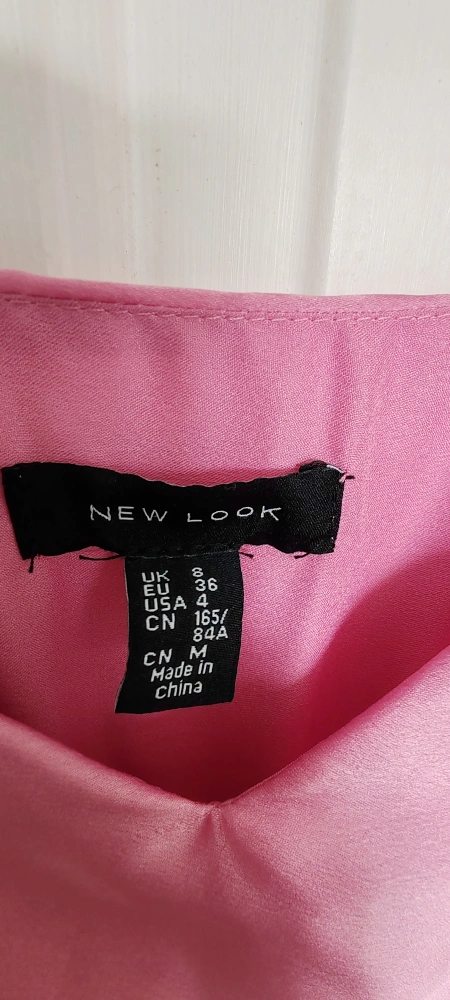 NEW LOOK
UK 8
EU 36
USA 4
CN 165/
84A
CN M
Made in
China